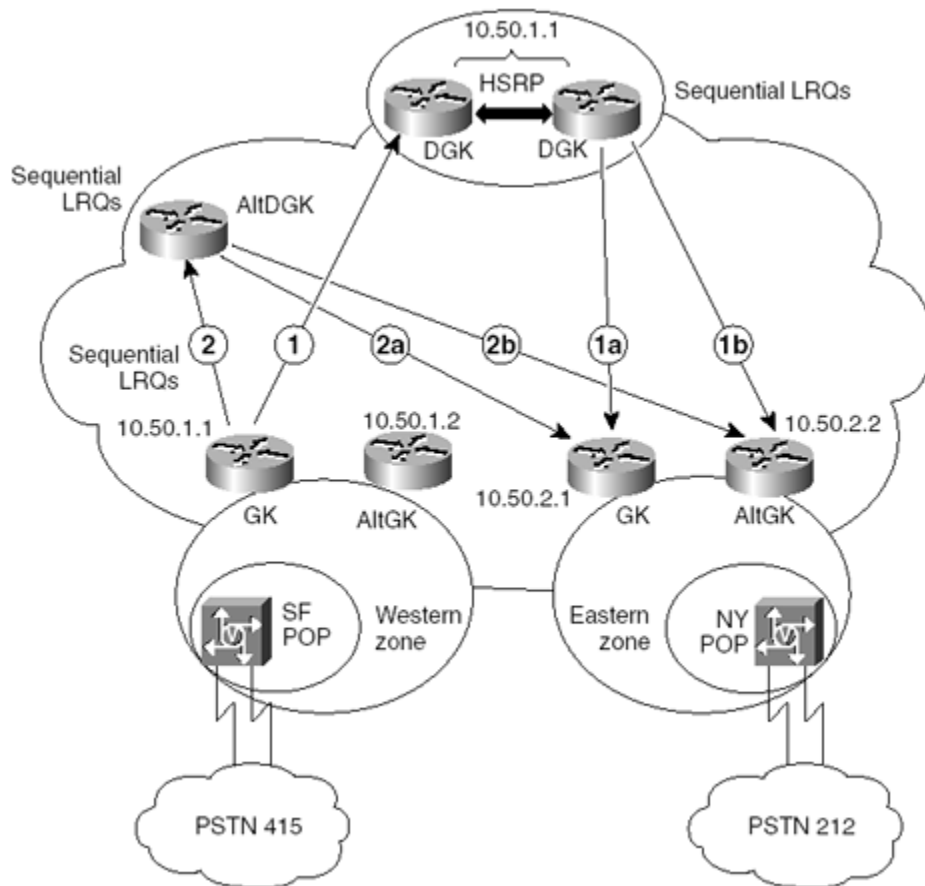 10.50.1.1
HSRP
DGK
DGK
Sequential LRQs
Sequential
LRQs
AltDGK
2
1
2a
2b
1a
1b
Sequential
LRQs
10.50.1.1
10.50.1.2
10.50.2.2
10.50.2.1
GK
AltGK
GK
AltGK
SF
POP
Western
zone
Eastern
zone
NY
POP
V
V
PSTN 415
PSTN 212